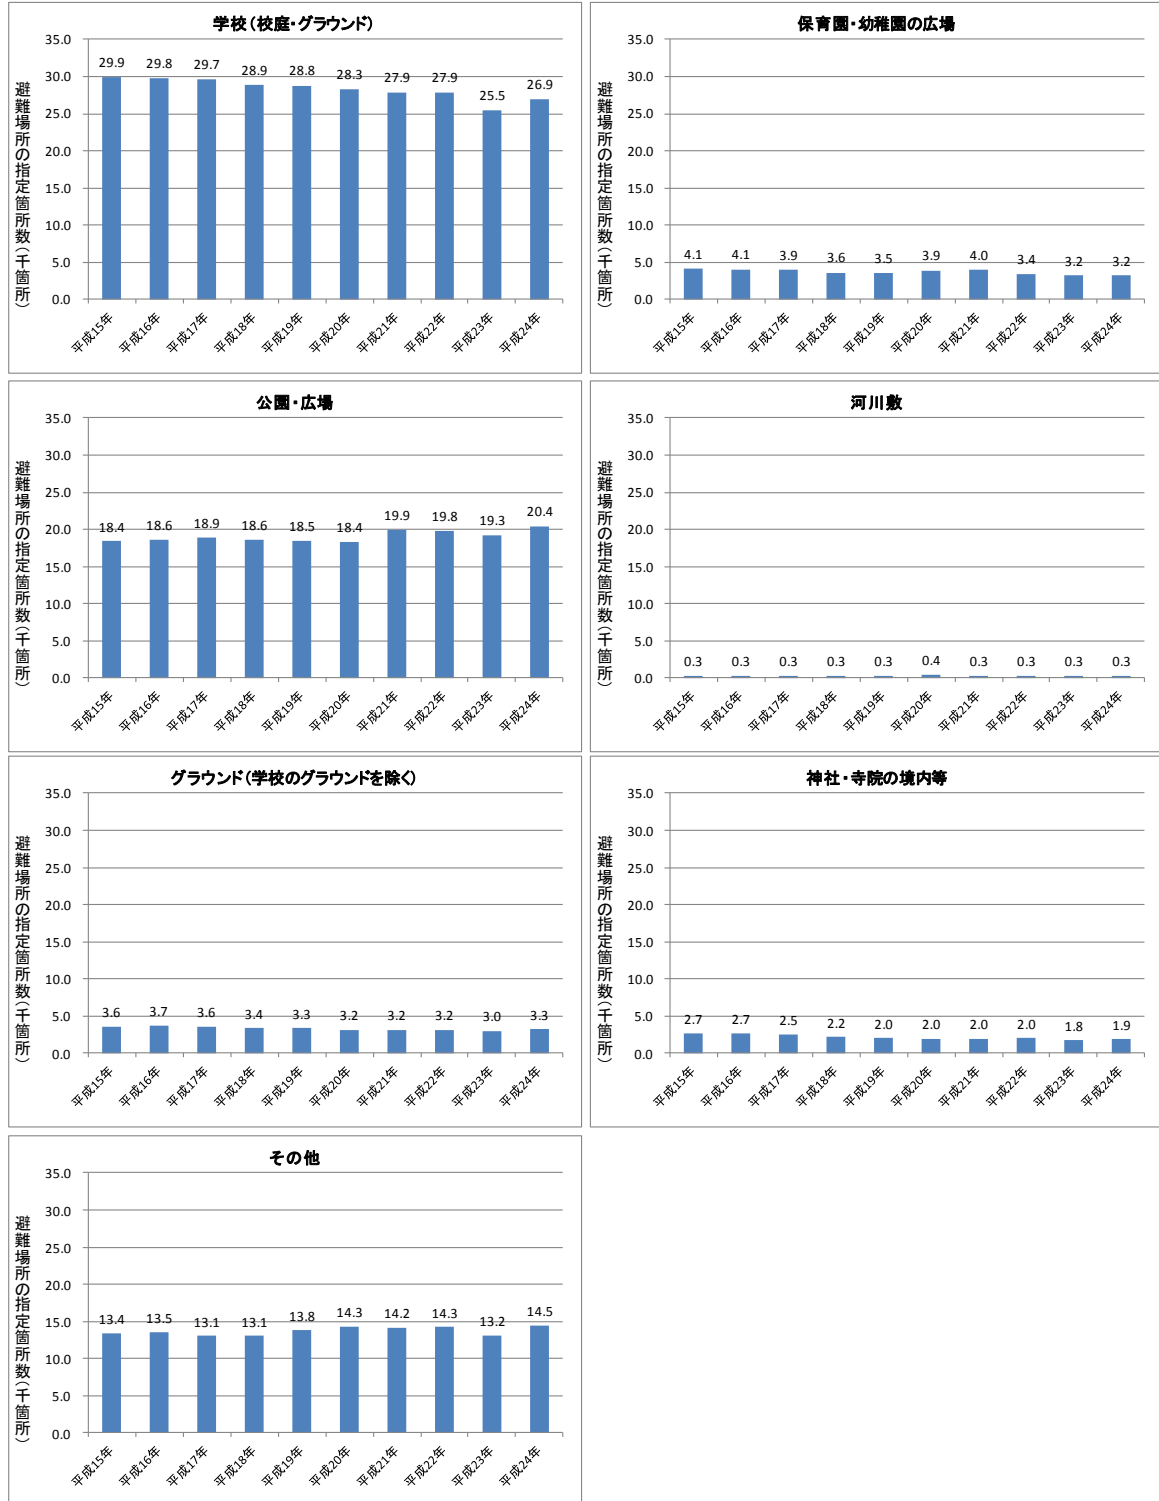 学校（校庭・グラウンド）
避難場所の指定箇所数（千箇所）
35.0
30.0
25.0
20.0
15.0
10.0
5.0
0.0
29.9 29.8 29.7 28.9 28.8 28.3 27.9 27.9 25.5 26.9
平成15年 平成16年 平成17年 平成18年 平成19年 平成20年 平成21年 平成22年 平成23年 平成24年
保育園・幼稚園の広場
避難場所の指定箇所数（千箇所）
35.0
30.0
25.0
20.0
15.0
10.0
5.0
0.0
4.1 4.1 3.9 3.6 3.5 3.9 4.0 3.4 3.2 3.2
平成15年 平成16年 平成17年 平成18年 平成19年 平成20年 平成21年 平成22年 平成23年 平成24年
公園・広場
避難場所の指定箇所数（千箇所）
35.0
30.0
25.0
20.0
15.0
10.0
5.0
0.0
18.4 18.6 18.9 18.6 18.5 18.4 19.9 19.8 19.3 20.4
平成15年 平成16年 平成17年 平成18年 平成19年 平成20年 平成21年 平成22年 平成23年 平成24年
河川敷
避難場所の指定箇所数（千箇所）
35.0
30.0
25.0
20.0
15.0
10.0
5.0
0.0
0.3 0.3 0.3 0.3 0.3 0.4 0.3 0.3 0.3 0.3
平成15年 平成16年 平成17年 平成18年 平成19年 平成20年 平成21年 平成22年 平成23年 平成24年
グラウンド（学校のグラウンドを除く）
避難場所の指定箇所数（千箇所）
35.0
30.0
25.0
20.0
15.0
10.0
5.0
0.0
3.6 3.7 3.6 3.4 3.3 3.2 3.2 3.2 3.0 3.3
平成15年 平成16年 平成17年 平成18年 平成19年 平成20年 平成21年 平成22年 平成23年 平成24年
神社・寺院の境内等
避難場所の指定箇所数（千箇所）
35.0
30.0
25.0
20.0
15.0
10.0
5.0
0.0
2.7 2.7 2.5 2.2 2.0 2.0 2.0 2.0 1.8 1.9
平成15年 平成16年 平成17年 平成18年 平成19年 平成20年 平成21年 平成22年 平成23年 平成24年
その他
避難場所の指定箇所数（千箇所）
35.0
30.0
25.0
20.0
15.0
10.0
5.0
0.0
13.4 13.5 13.1 13.1 13.8 14.3 14.2 14.3 13.2 14.5
平成15年 平成16年 平成17年 平成18年 平成19年 平成20年 平成21年 平成22年 平成23年 平成24年